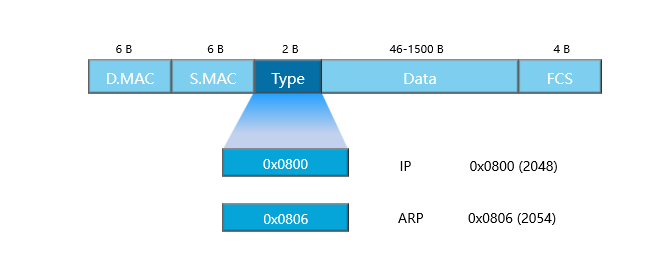 6 B 6 B 2 B 46-1500 B 4 B
D.MAC S.MAC Type Data FCS
0x0800 IP 0x0800 (2048)
0x0806 ARP 0x0806 (2054)